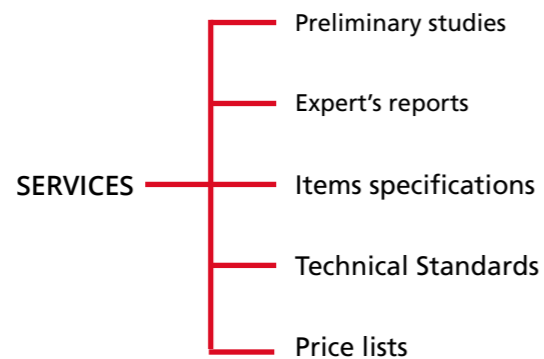 Preliminary studies
Expert’s reports
SERVICES
Items specifications
Technical Standards
Price lists